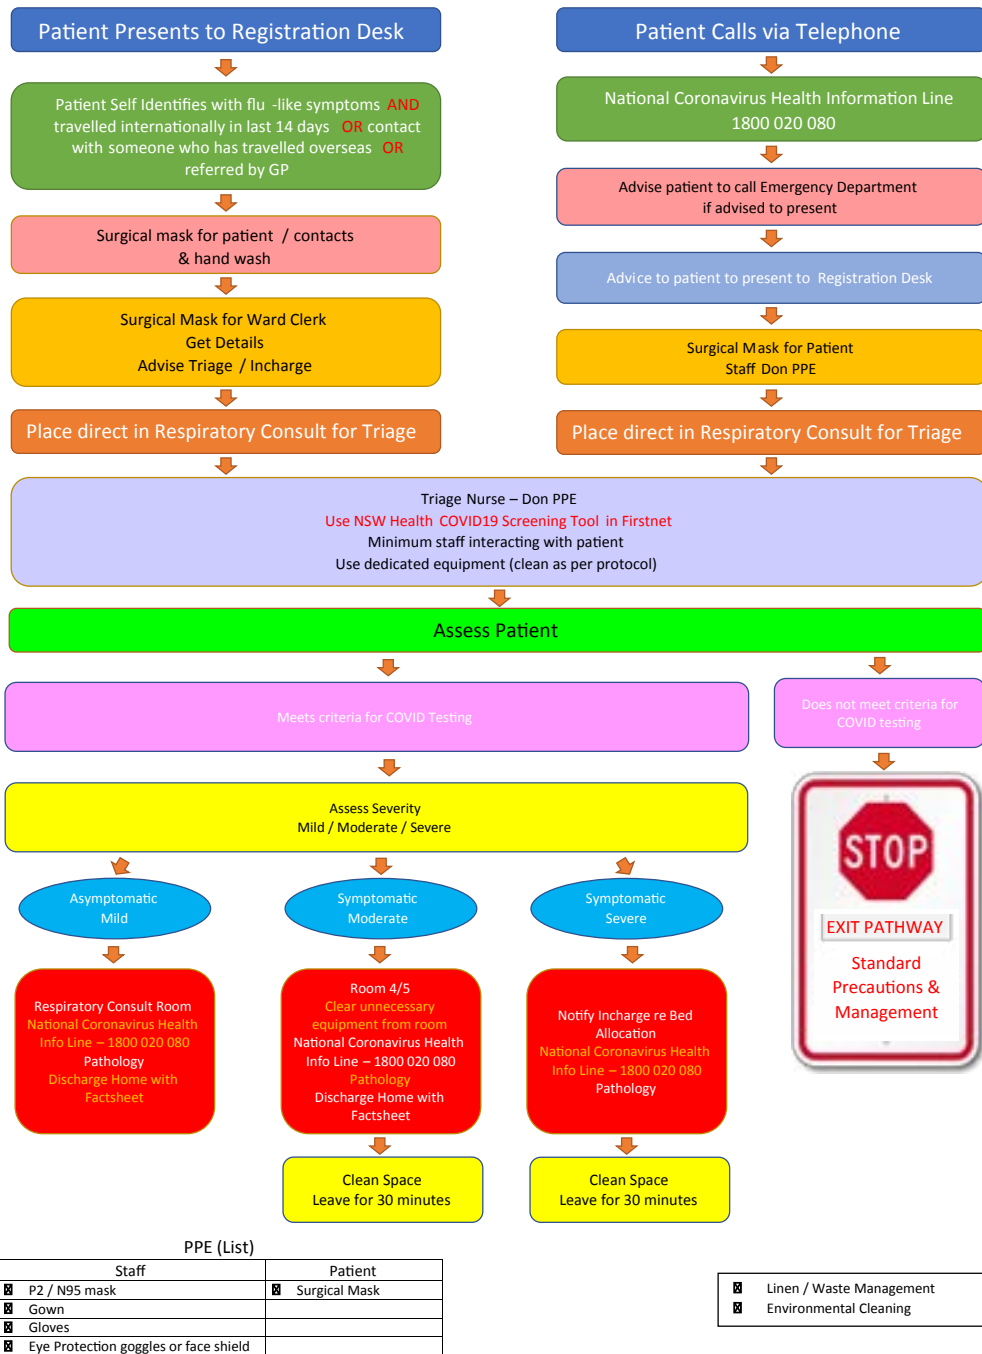 Patient Presents to Registration Desk
Patient Self Identifies with flu -like symptoms AND
travelled internationally in last 14 days OR contact
with someone who has travelled overseas OR
referred by GP
Surgical mask for patient / contacts
& hand wash
Surgical Mask for Ward Clerk
Get Details
Advise Triage / Incharge
Place direct in Respiratory Consult for Triage
Patient Calls via Telephone
National Coronavirus Health Information Line
1800 020 080
Advise patient to call Emergency Department
if advised to present
Advice to patient to present to Registration Desk
Surgical Mask for Patient
Staff Don PPE
Place direct in Respiratory Consult for Triage
Triage Nurse – Don PPE
Use NSW Health COVID19 Screening Tool in Firstnet
Minimum staff interacting with patient
Use dedicated equipment (clean as per protocol)
Assess Patient
Meets criteria for COVID Testing
Does not meet criteria for
COVID testing
Assess Severity
Mild / Moderate / Severe
Asymptomatic
Mild
Symptomatic
Moderate
Symptomatic
Severe
STOP
EXIT PATHWAY
Standard
Precautions &
Management
Respiratory Consult Room
National Coronavirus Health
Info Line – 1800 020 080
Pathology
Discharge Home with
Factsheet
Room 4/5
Clear unnecessary
equipment from room
National Coronavirus Health
Info Line – 1800 020 080
Pathology
Discharge Home with
Factsheet
Notify Incharge re Bed
Allocation
National Coronavirus Health
Info Line – 1800 020 080
Pathology
Clean Space
Leave for 30 minutes
Clean Space
Leave for 30 minutes
PPE (List)
Staff Patient
P2 / N95 mask Surgical Mask
Gown
Gloves
Eye Protection goggles or face shield
Linen / Waste Management
Environmental Cleaning